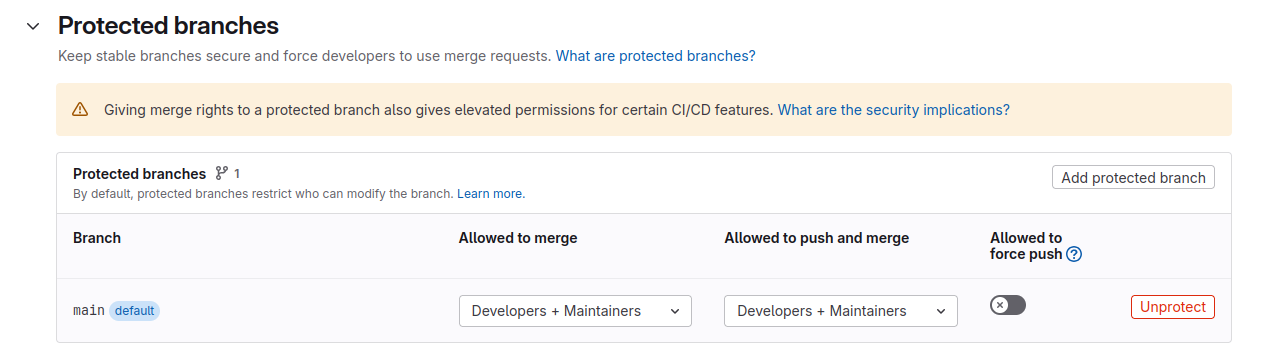 Protected branches
Keep stable branches secure and force developers to use merge requests. What are protected branches?
Giving merge rights to a protected branch also gives elevated permissions for certain CI/CD features. What are the security implications?
Protected branches 1
Add protected branch
By default, protected branches restrict who can modify the branch. Learn more.
Branch
Allowed to merge
Allowed to push and merge
Allowed to
force push ?
main default
Developers + Maintainers
Developers + Maintainers
Unprotect